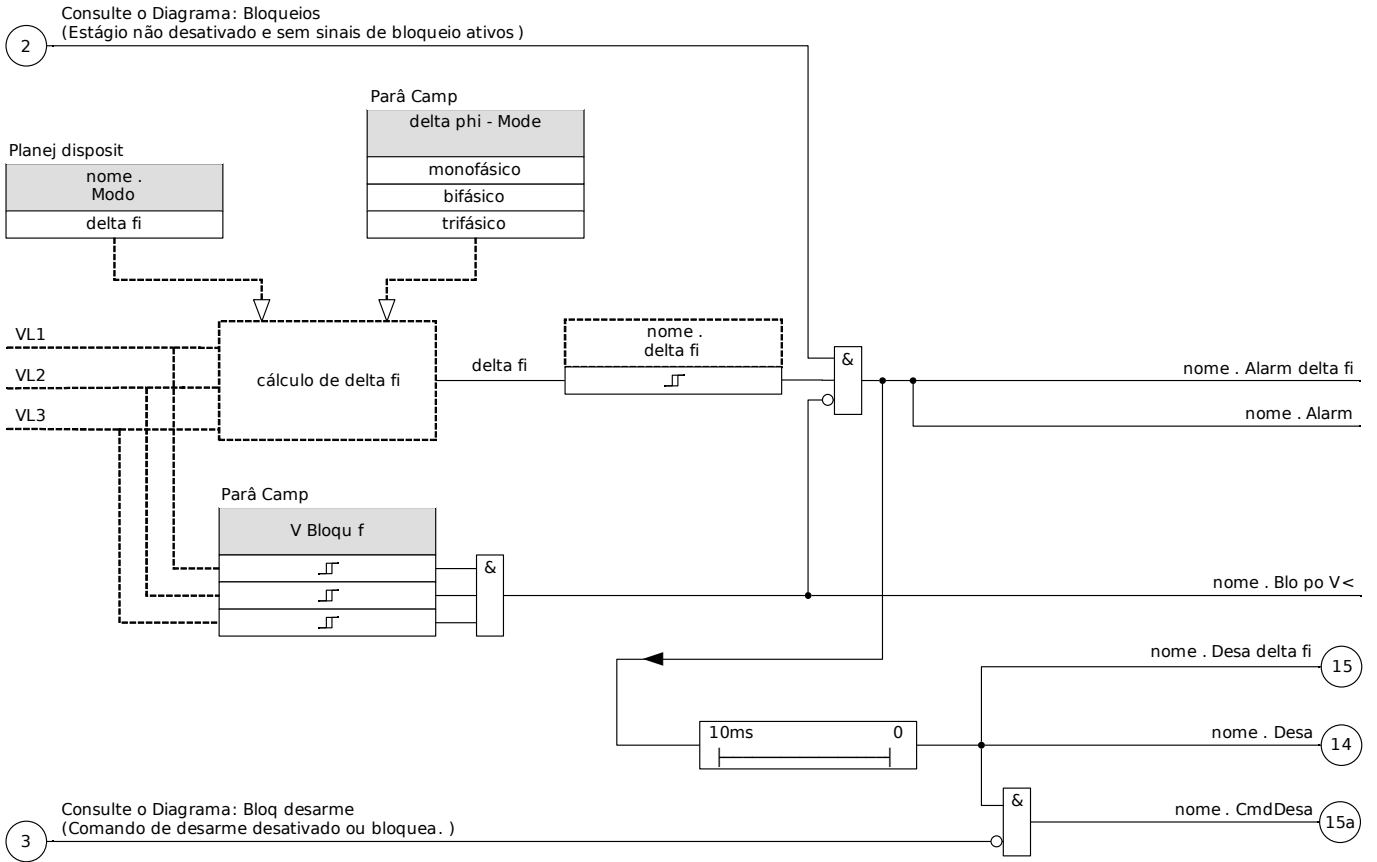 Consulte o Diagrama: Bloqueios
2
(Estágio não desativado e sem sinais de bloqueio ativos )
Parâ Camp
delta phi - Mode
monofásico
bifásico
trifásico
Planej disposit
nome .
Modo
delta fi
VL1
VL2
VL3
cálculo de delta fi
delta fi
nome .
delta fi
&
nome . Alarm delta fi
nome . Alarm
Parâ Camp
V Bloqu f
&
nome . Blo po V<
nome . Desa delta fi
15
10ms
0
nome . Desa
14
Consulte o Diagrama: Bloq desarme
3
(Comando de desarme desativado ou bloquea. )
&
nome . CmdDesa
15a